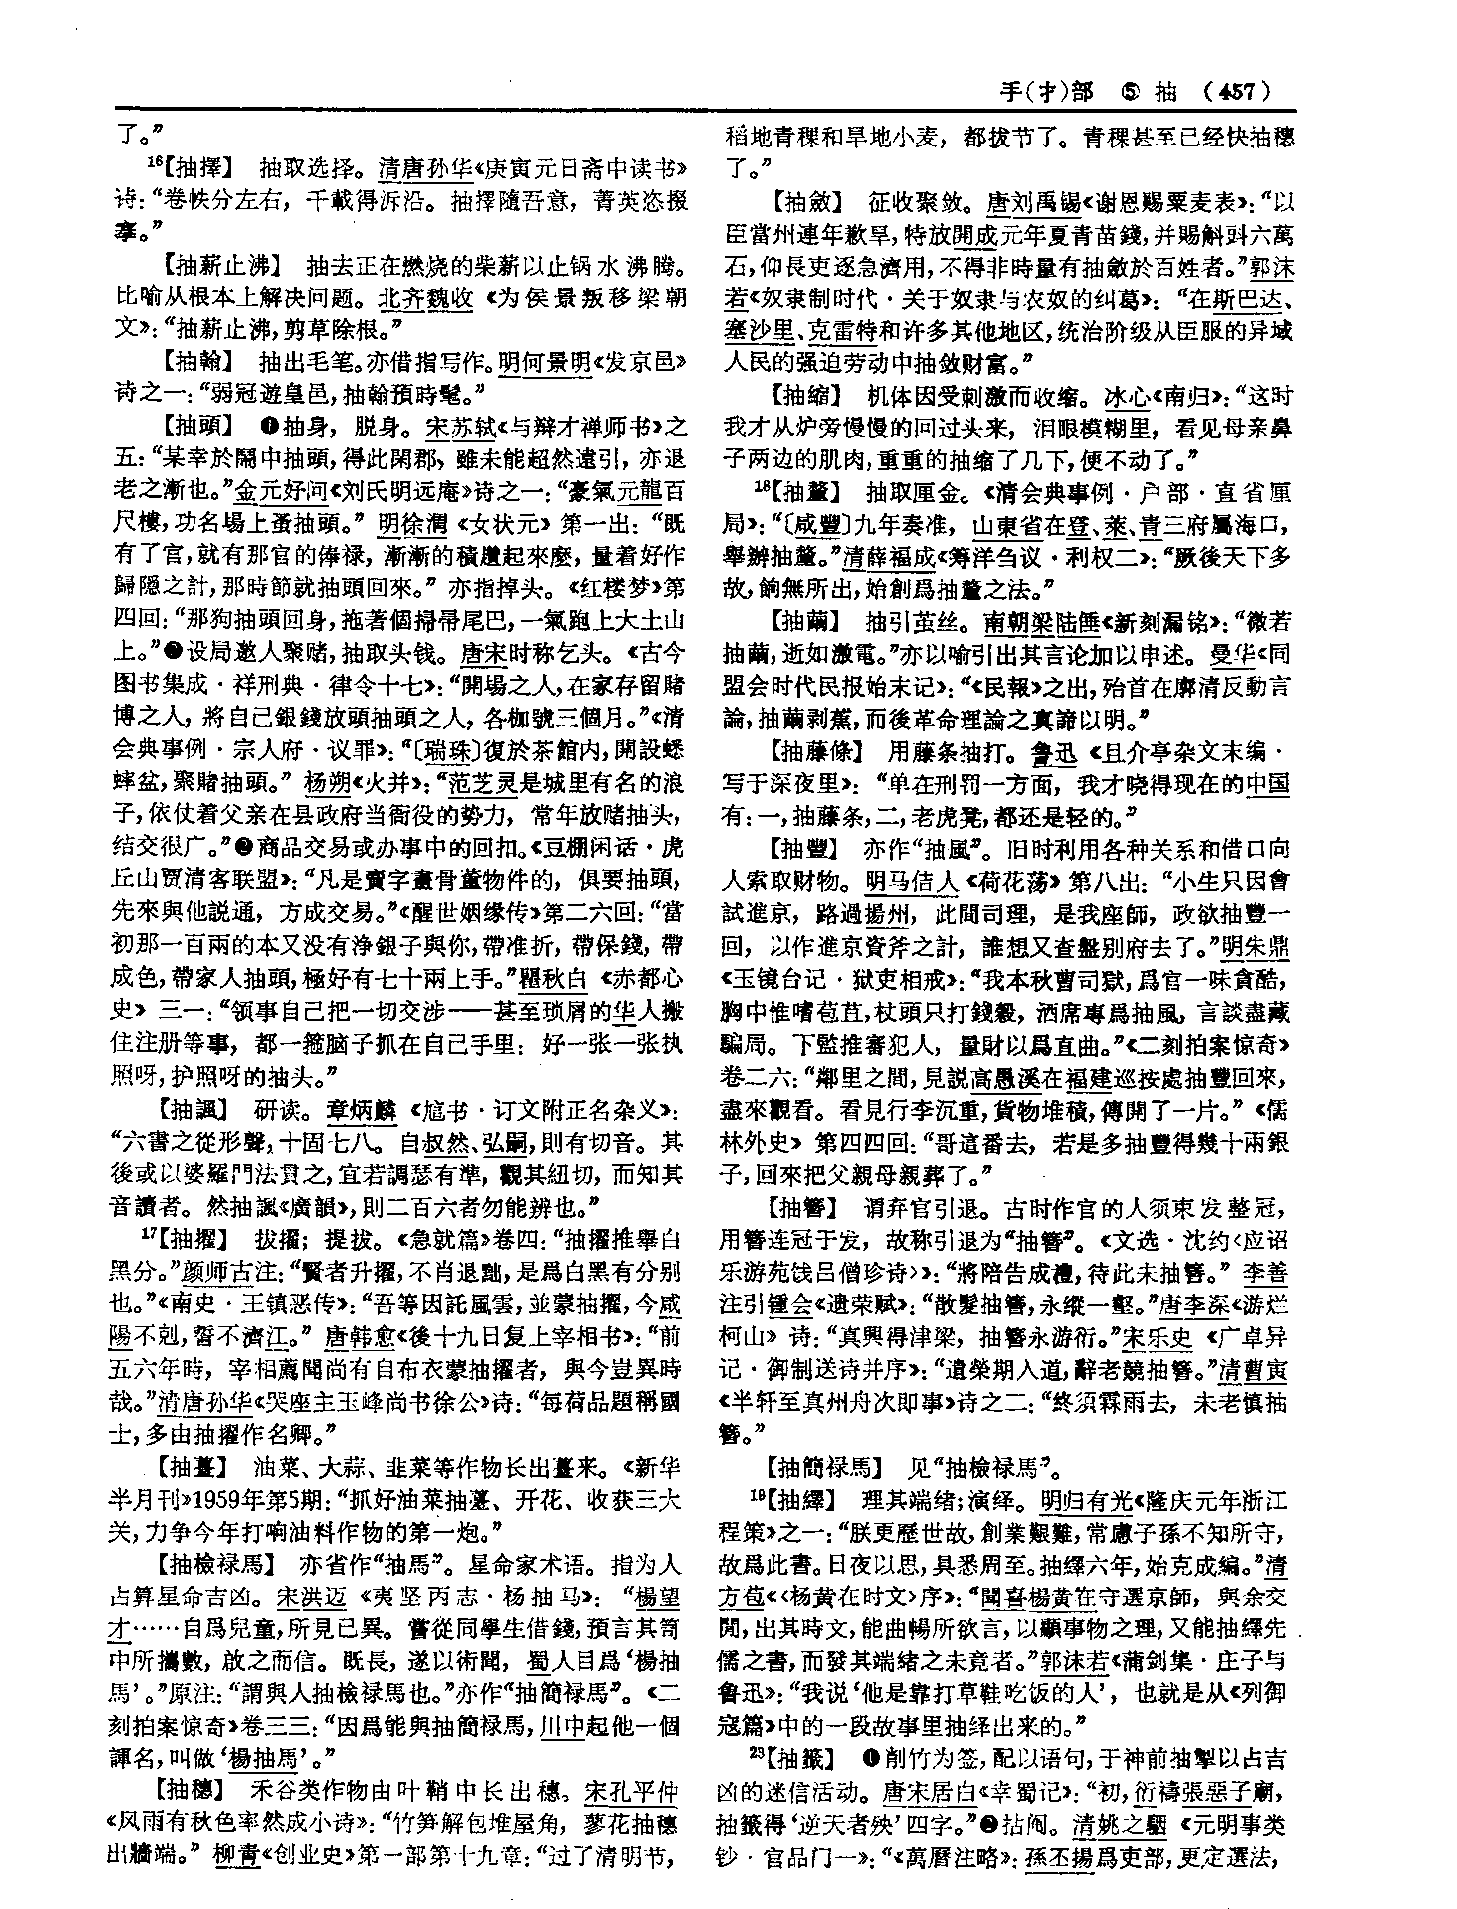 手(扌)部 ⑤ 抽 (457)
了。”
¹⁶【抽擇】 抽取选择。清唐孙华《庚寅元日斋中读书》
诗：“卷帙分左右，千載得泝沿。抽擇隨吾意，菁英恣掇
搴。”
【抽薪止沸】 抽去正在燃烧的柴薪以止锅水沸腾。
比喻从根本上解决问题。北齐魏收《为侯景叛移梁朝
文》：“抽薪止沸，剪草除根。”
【抽翰】 抽出毛笔。亦借指写作。明何景明《发京邑》
诗之一：“弱冠遊皇邑，抽翰預時髦。”
【抽頭】 ❶抽身，脱身。宋苏轼《与辩才禅师书》之
五：“某幸於鬧中抽頭，得此閑郡，雖未能超然遠引，亦退
老之漸也。”金元好问《刘氏明远庵》诗之一：“豪氣元龍百
尺樓，功名場上蚤抽頭。”明徐渭《女状元》第一出：“既
有了官，就有那官的俸禄，漸漸的積趲起來麽，量着好作
歸隱之計，那時節就抽頭回來。”亦指掉头。《红楼梦》第
四回：“那狗抽頭回身，拖著個掃帚尾巴，一氣跑上大土山
上。”❷设局邀人聚赌，抽取头钱。唐宋时称乞头。《古今
图书集成·祥刑典·律令十七》：“開場之人，在家存留賭
博之人，將自己銀錢放頭抽頭之人，各枷號三個月。”《清
会典事例·宗人府·议罪》：“〔瑞珠〕復於茶館内，開設蟋
蟀盆，聚賭抽頭。”杨朔《火并》：“范芝灵是城里有名的浪
子，依仗着父亲在县政府当衙役的势力，常年放赌抽头，
结交很广。”❷商品交易或办事中的回扣。《豆棚闲话·虎
丘山贾清客联盟》：“凡是賣字畫骨董物件的，俱要抽頭，
先來與他説通，方成交易。”《醒世姻缘传》第二六回：“當
初那一百兩的本又没有净銀子與你，帶准折，帶保錢，帶
成色，帶家人抽頭，極好有七十兩上手。”瞿秋白《赤都心
史》三一：“领事自己把一切交涉——甚至琐屑的华人搬
住注册等事，都一箍脑子抓在自己手里：好一张一张执
照呀，护照呀的抽头。”
【抽諷】 研读。章炳麟《訄书·订文附正名杂义》：
“六書之從形聲，十固七八。自叔然、弘嗣，則有切音。其
後或以婆羅門法貫之，宜若調瑟有準，觀其紐切，而知其
音讀者。然抽諷《廣韻》，則二百六者勿能辨也。”
¹⁷【抽擢】 拔擢；提拔。《急就篇》卷四：“抽擢推舉白
黑分。”颜师古注：“賢者升擢，不肖退黜，是爲白黑有分别
也。”《南史·王镇恶传》：“吾等因託風雲，並蒙抽擢，今咸
陽不剋，誓不濟江。”唐韩愈《後十九日复上宰相书》：“前
五六年時，宰相薦聞尚有自布衣蒙抽擢者，與今豈異時
哉。”清唐孙华《哭座主玉峰尚书徐公》诗：“每荷品題稱國
士，多由抽擢作名卿。”
【抽薹】 油菜、大蒜、韭菜等作物长出薹来。《新华
半月刊》1959年第5期：“抓好油菜抽薹、开花、收获三大
关，力争今年打响油料作物的第一炮。”
【抽檢禄馬】 亦省作“抽馬”。星命家术语。指为人
占算星命吉凶。宋洪迈《夷坚丙志·杨抽马》：“楊望
才……自爲兒童，所見已異。嘗從同學生借錢，預言其笥
中所攜數，啟之而信。既長，遂以術聞，蜀人目爲‘楊抽
馬’。”原注：“謂與人抽檢禄馬也。”亦作“抽簡禄馬”。《二
刻拍案惊奇》卷三三：“因爲能與抽簡禄馬，川中起他一個
諢名，叫做‘楊抽馬’。”
【抽穗】 禾谷类作物由叶鞘中长出穗。宋孔平仲
《风雨有秋色率然成小诗》：“竹笋解包堆屋角，蓼花抽穗
出牆端。”柳青《创业史》第一部第十九章：“过了清明节，
稻地青稞和旱地小麦，都拔节了。青稞甚至已经快抽穗
了。”
【抽斂】 征收聚敛。唐刘禹锡《谢恩赐粟麦表》：“以
臣當州連年歉旱，特放開成元年夏青苗錢，并賜斛㪷六萬
石，仰長吏逐急濟用，不得非時量有抽斂於百姓者。”郭沫
若《奴隶制时代·关于奴隶与农奴的纠葛》：“在斯巴达、
塞沙里、克雷特和许多其他地区，统治阶级从臣服的异域
人民的强迫劳动中抽敛财富。”
【抽缩】 机体因受刺激而收缩。冰心《南归》：“这时
我才从炉旁慢慢的回过头来，泪眼模糊里，看见母亲鼻
子两边的肌肉，重重的抽缩了几下，便不动了。”
¹⁸【抽釐】 抽取厘金。《清会典事例·户部·直省厘
局》：“〔咸豐〕九年奏准，山東省在登、萊、青三府屬海口，
舉辦抽釐。”清薛福成《筹洋刍议·利权二》：“厥後天下多
故，餉無所出，始創爲抽釐之法。”
【抽繭】 抽引茧丝。南朝梁陆倕《新刻漏铭》：“微若
抽繭，逝如激電。”亦以喻引出其言论加以申述。曼华《同
盟会时代民报始末记》：“《民報》之出，殆首在廓清反動言
論，抽繭剥蕉，而後革命理論之真諦以明。”
【抽藤條】 用藤条抽打。鲁迅《且介亭杂文末编·
写于深夜里》：“单在刑罚一方面，我才晓得现在的中国
有：一，抽藤条，二，老虎凳，都还是轻的。”
【抽豐】 亦作“抽風”。旧时利用各种关系和借口向
人索取财物。明马佶人《荷花荡》第八出：“小生只因會
試進京，路過揚州，此間司理，是我座師，政欲抽豐一
回，以作進京資斧之計，誰想又查盤别府去了。”明朱鼎
《玉镜台记·狱吏相戒》：“我本秋曹司獄，爲官一味貪酷，
胸中惟嗜苞苴，杖頭只打錢穀，酒席專爲抽風，言談盡藏
騙局。下監推審犯人，量財以爲直曲。”《二刻拍案惊奇》
卷二六：“鄰里之間，見説高愚溪在福建巡按處抽豐回來，
盡來觀看。看見行李沉重，貨物堆積，傳開了一片。”《儒
林外史》第四四回：“哥這番去，若是多抽豐得幾十兩銀
子，回來把父親母親葬了。”
【抽簪】 谓弃官引退。古时作官的人须束发整冠，
用簪连冠于发，故称引退为“抽簪”。《文选·沈约〈应诏
乐游苑饯吕僧珍诗〉》：“將陪告成禮，待此未抽簪。”李善
注引锺会《遗荣赋》：“散髮抽簪，永縱一壑。”唐李深《游烂
柯山》诗：“真興得津梁，抽簪永游衍。”宋乐史《广卓异
记·御制送诗并序》：“遺榮期入道，辭老競抽簪。”清曹寅
《半轩至真州舟次即事》诗之二：“終須霖雨去，未老慎抽
簪。”
【抽簡禄馬】 见“抽檢禄馬”。
¹⁹【抽繹】 理其端绪；演绎。明归有光《隆庆元年浙江
程策》之一：“朕更歷世故，創業艱難，常慮子孫不知所守，
故爲此書。日夜以思，具悉周至。抽繹六年，始克成編。”清
方苞《〈杨黄在时文〉序》：“聞喜楊黄在守選京師，與余交
閒，出其時文，能曲暢所欲言，以顯事物之理，又能抽繹先
儒之書，而發其端緒之未竟者。”郭沫若《蒲剑集·庄子与
鲁迅》：“我说‘他是靠打草鞋吃饭的人’，也就是从《列御
寇篇》中的一段故事里抽绎出来的。”
²³【抽籤】 ❶削竹为签，配以语句，于神前抽掣以占吉
凶的迷信活动。唐宋居白《幸蜀记》：“初，衍禱張惡子廟，
抽籤得‘逆天者殃’四字。”❷拈阄。清姚之駰《元明事类
钞·官品门一》：“《萬曆注略》：孫丕揚爲吏部，更定選法，